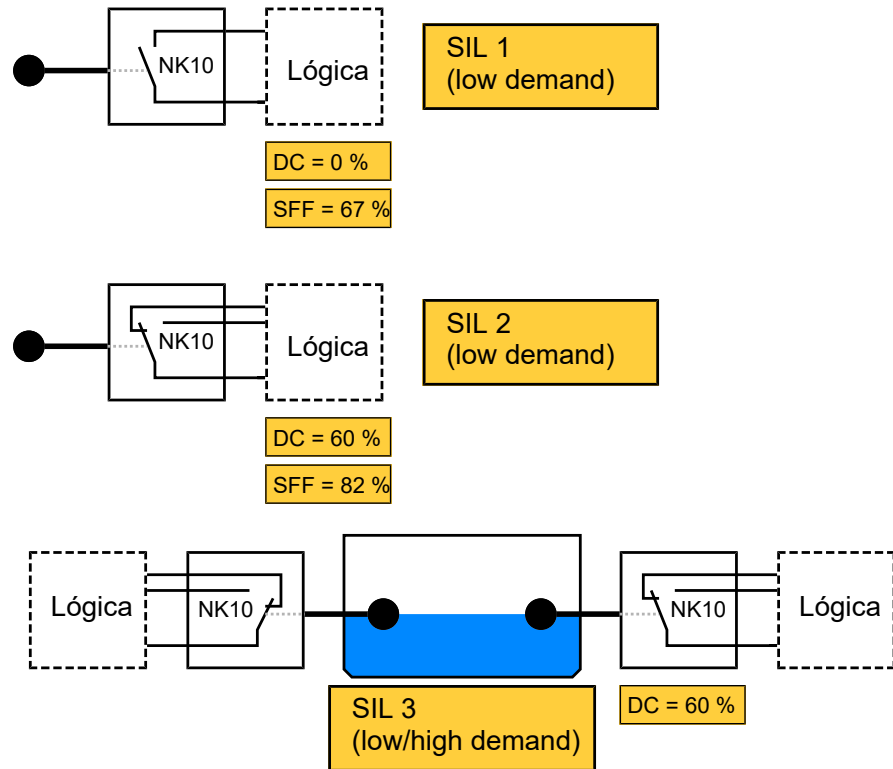 NK10
Lógica
SIL 1
(low demand)
DC = 0 %
SFF = 67 %
NK10
Lógica
SIL 2
(low demand)
DC = 60 %
SFF = 82 %
Lógica
NK10
NK10
Lógica
SIL 3
(low/high demand)
DC = 60 %